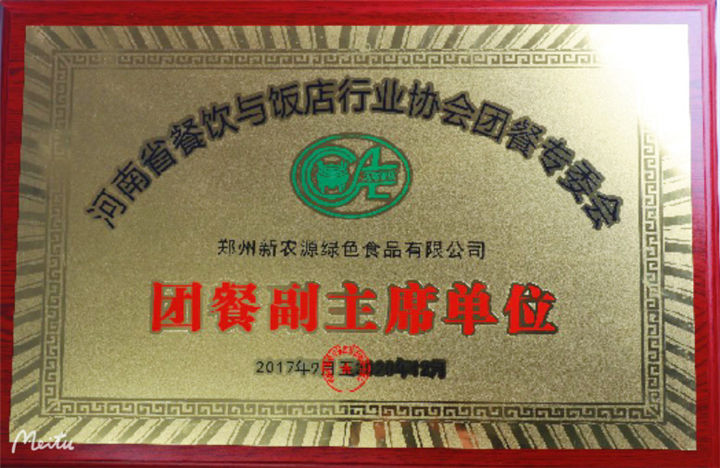 河南省餐饮与饭店行业协会团餐专委会
郑州新农源绿色食品有限公司
团餐副主席单位
2017年9月至2020年12月
Meitu